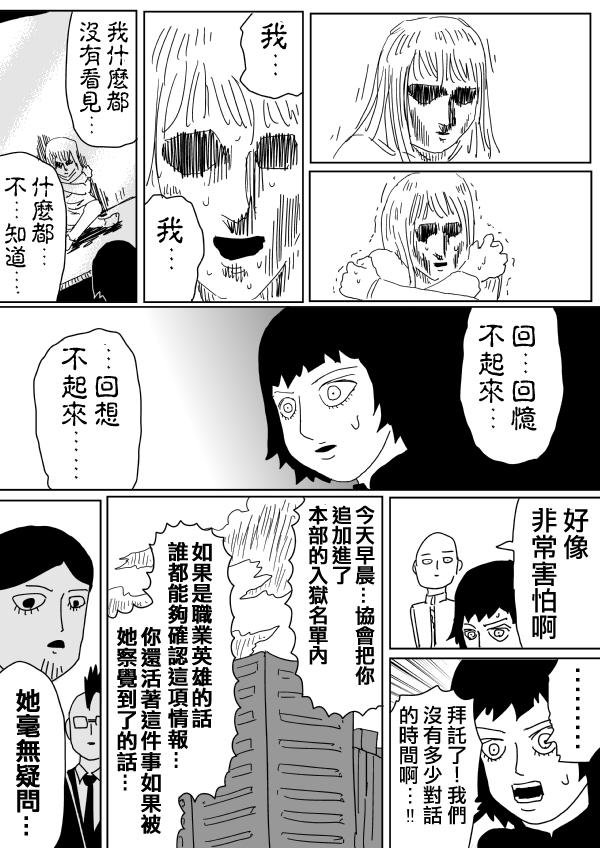 我…
我…
我什麼都
沒有看見…
什麼都…
不…知道…
回…回憶
不起來…
…回想
不起來……
好像
非常害怕啊
………
拜託了！我們
沒有多少對話
的時間啊…!!
今天早晨…協會把你
追加進了
本部的入獄名單內
如果是職業英雄的話
誰都能夠確認這項情報…
你還活著這件事如果被
她察覺到了的話…
她毫無疑問…